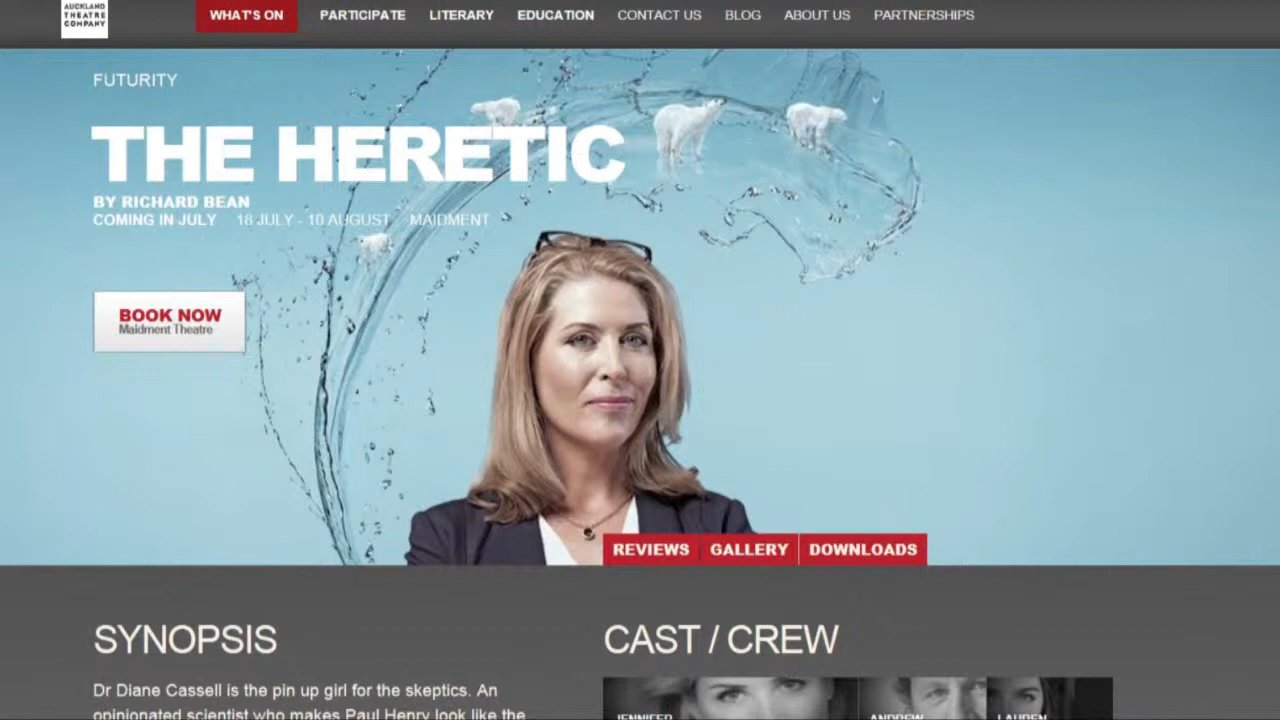 AUCKLAND
THEATRE
COMPANY
WHAT'S ON PARTICIPATE LITERARY EDUCATION CONTACT US BLOG ABOUT US PARTNERSHIPS
FUTURITY
THE HERETIC
BY RICHARD BEAN
COMING IN JULY 18 JULY - 10 AUGUST MAIDMENT
BOOK NOW
Maidment Theatre
REVIEWS GALLERY DOWNLOADS
SYNOPSIS
CAST / CREW
Dr Diane Cassell is the pin up girl for the skeptics. An
opinionated scientist who makes Paul Henry look like the
JENNIFER ANDREW LAUREN